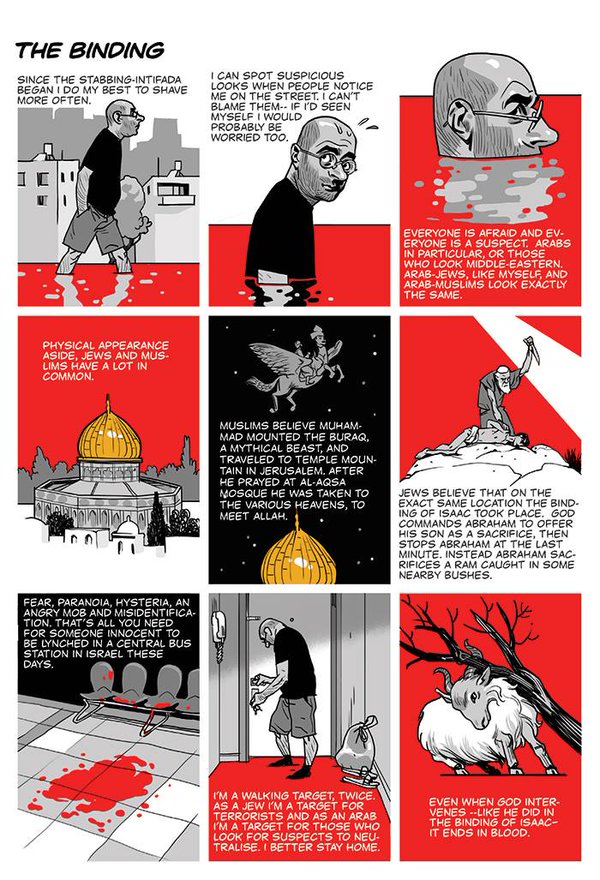 THE BINDING
SINCE THE STABBING-INTIFADA
BEGAN I DO MY BEST TO SHAVE
MORE OFTEN.
I CAN SPOT SUSPICIOUS
LOOKS WHEN PEOPLE NOTICE
ME ON THE STREET. I CAN'T
BLAME THEM-- IF I'D SEEN
MYSELF I WOULD
PROBABLY BE
WORRIED TOO.
EVERYONE IS AFRAID AND EV-
ERYONE IS A SUSPECT. ARABS
IN PARTICULAR, OR THOSE
WHO LOOK MIDDLE-EASTERN.
ARAB-JEWS, LIKE MYSELF, AND
ARAB-MUSLIMS LOOK EXACTLY
THE SAME.
PHYSICAL APPEARANCE
ASIDE, JEWS AND MUS-
LIMS HAVE A LOT IN
COMMON.
MUSLIMS BELIEVE MUHAM-
MAD MOUNTED THE BURAQ,
A MYTHICAL BEAST, AND
TRAVELED TO TEMPLE MOUN-
TAIN IN JERUSALEM. AFTER
HE PRAYED AT AL-AQSA
MOSQUE HE WAS TAKEN TO
THE VARIOUS HEAVENS, TO
MEET ALLAH.
JEWS BELIEVE THAT ON THE
EXACT SAME LOCATION THE BIND-
ING OF ISAAC TOOK PLACE. GOD
COMMANDS ABRAHAM TO OFFER
HIS SON AS A SACRIFICE, THEN
STOPS ABRAHAM AT THE LAST
MINUTE. INSTEAD ABRAHAM SAC-
RIFICES A RAM CAUGHT IN SOME
NEARBY BUSHES.
FEAR, PARANOIA, HYSTERIA, AN
ANGRY MOB AND MISIDENTIFICA-
TION. THAT'S ALL YOU NEED
FOR SOMEONE INNOCENT TO
BE LYNCHED IN A CENTRAL BUS
STATION IN ISRAEL THESE
DAYS.
I'M A WALKING TARGET, TWICE.
AS A JEW I'M A TARGET FOR
TERRORISTS AND AS AN ARAB
I'M A TARGET FOR THOSE WHO
LOOK FOR SUSPECTS TO NEU-
TRALISE. I BETTER STAY HOME.
EVEN WHEN GOD INTER-
VENES --LIKE HE DID IN
THE BINDING OF ISAAC--
IT ENDS IN BLOOD.